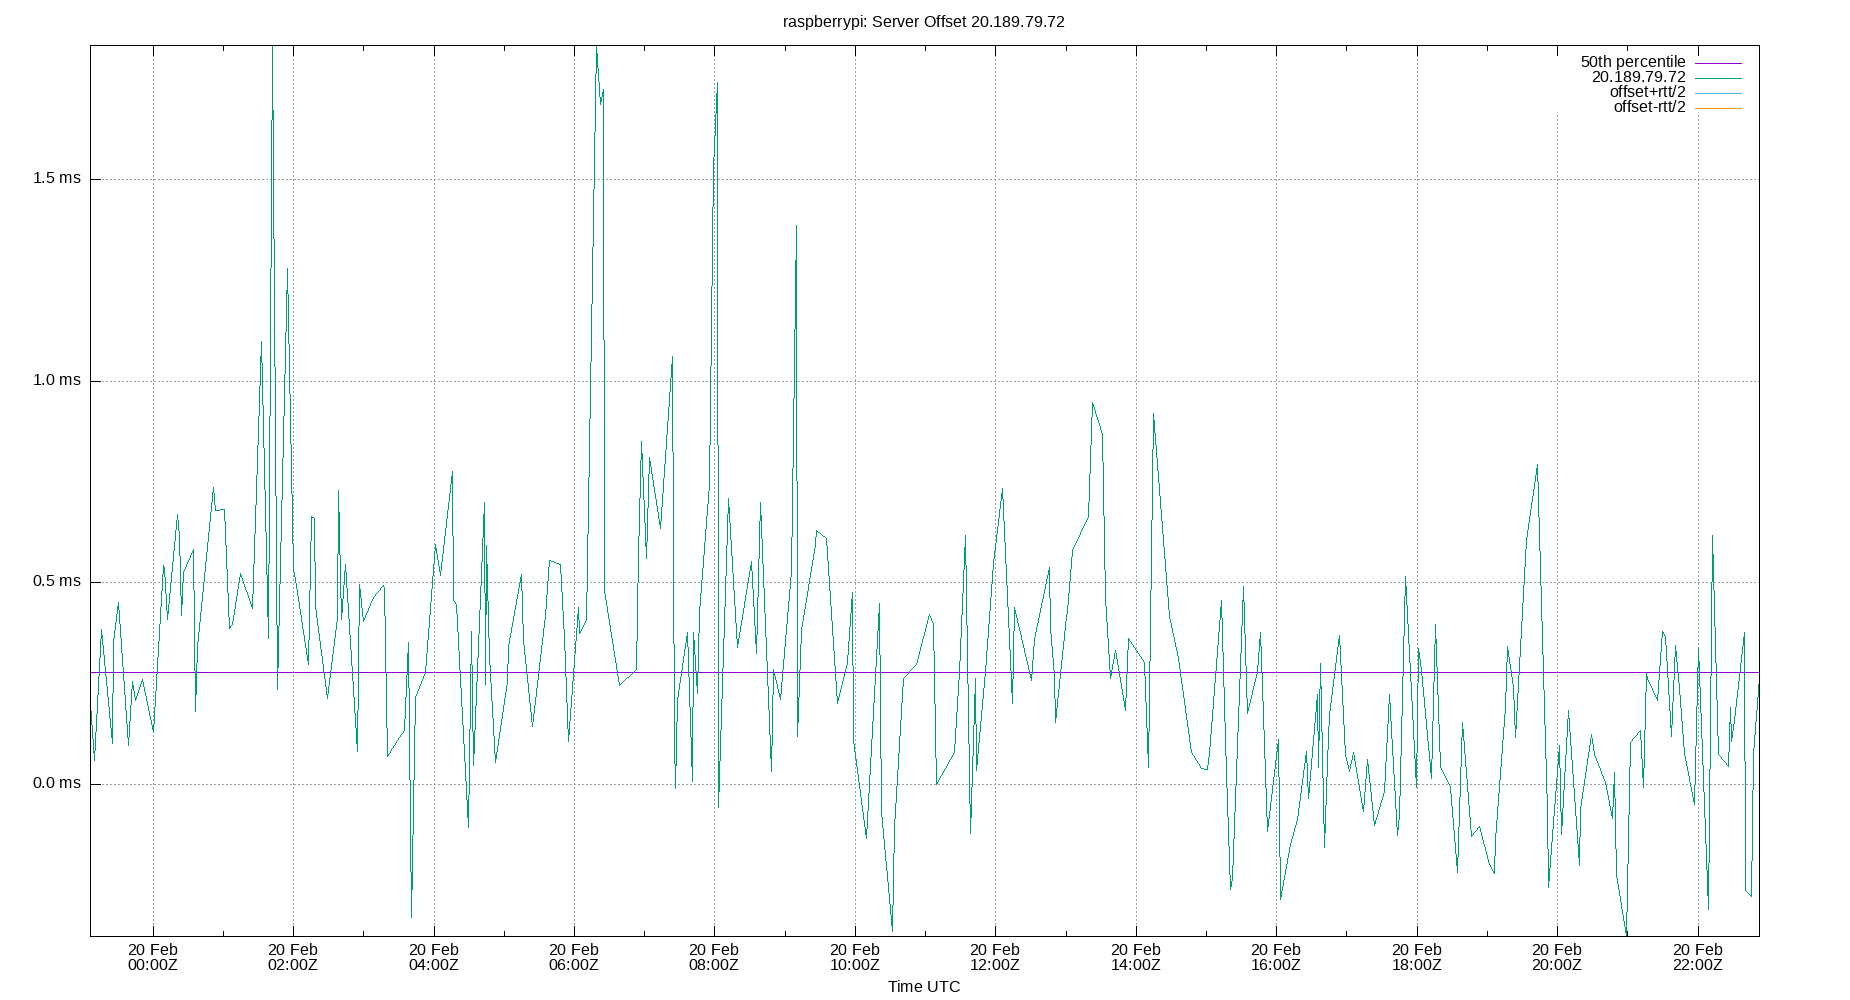 raspberrypi: Server Offset 20.189.79.72
50th percentile
20.189.79.72
offset+rtt/2
offset-rtt/2
1.5 ms
1.0 ms
0.5 ms
0.0 ms
20 Feb 20 Feb 20 Feb 20 Feb 20 Feb 20 Feb 20 Feb 20 Feb 20 Feb 20 Feb 20 Feb 20 Feb
00:00Z 02:00Z 04:00Z 06:00Z 08:00Z 10:00Z 12:00Z 14:00Z 16:00Z 18:00Z 20:00Z 22:00Z
Time UTC